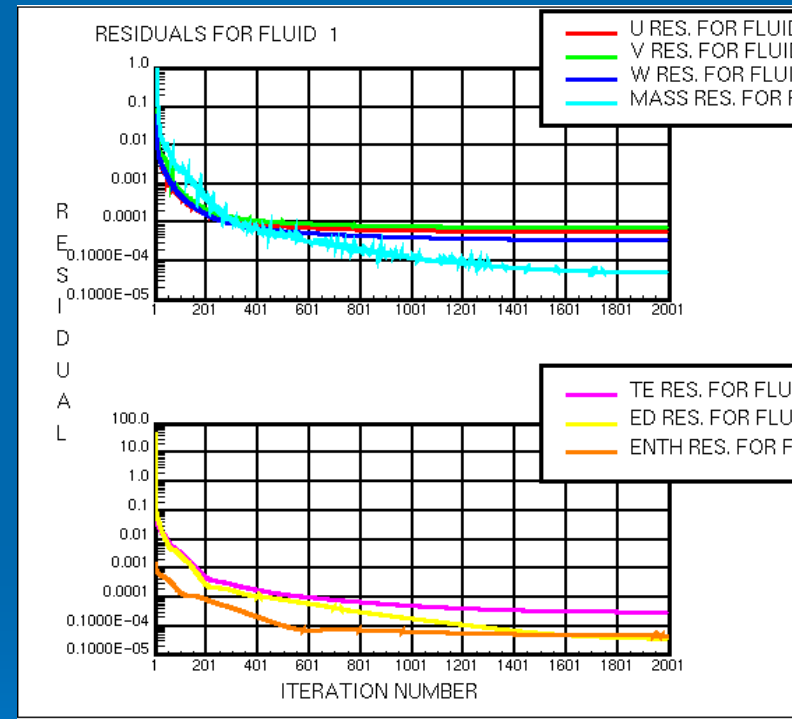 RESIDUALS FOR FLUID 1
U RES. FOR FLUID
V RES. FOR FLUID
W RES. FOR FLUI
MASS RES. FOR F
1.0
0.1
0.01
0.001
0.0001
0.1000E-04
0.1000E-05
1 201 401 601 801 1001 1201 1401 1601 1801 2001
RESIDUAL
TE RES. FOR FLU
ED RES. FOR FLU
ENTH RES. FOR F
100.0
10.0
1.0
0.1
0.01
0.001
0.0001
0.1000E-04
0.1000E-05
1 201 401 601 801 1001 1201 1401 1601 1801 2001
ITERATION NUMBER